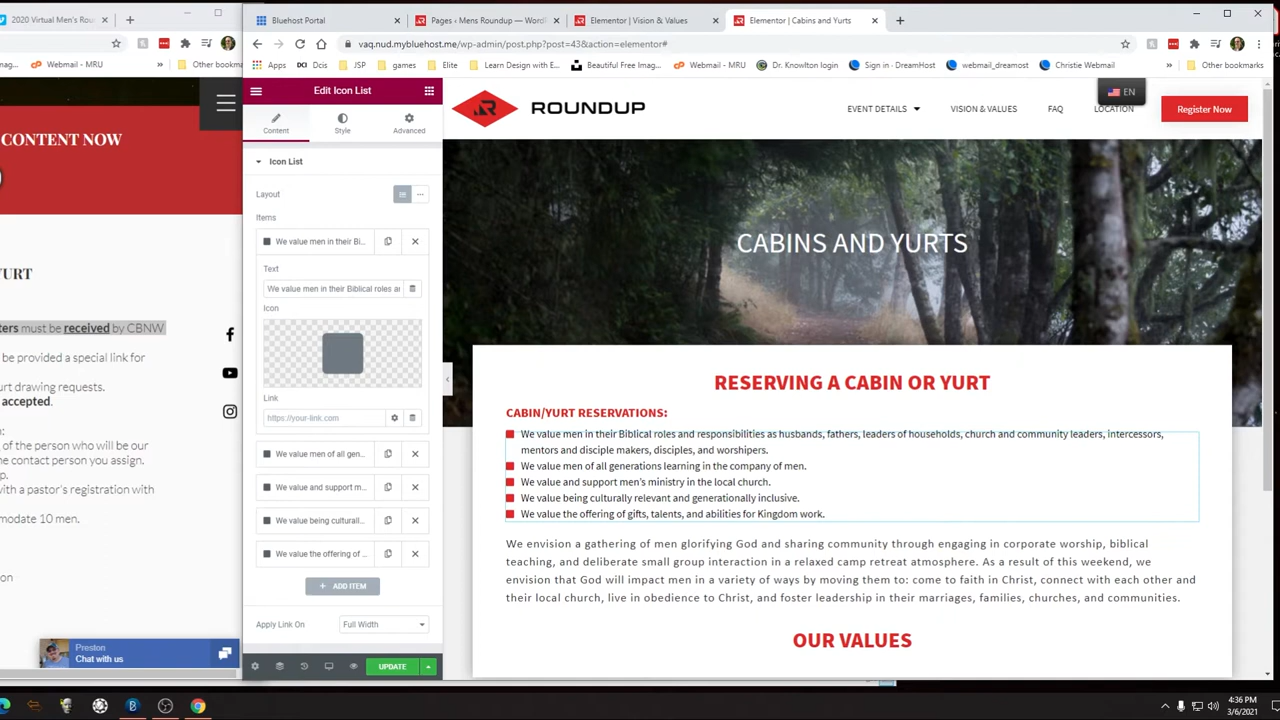 2020 Virtual Men's Rou
Bluehost Portal
Pages ‹ Mens Roundup — Word
Elementor | Vision & Values
Elementor | Cabins and Yurts
vaq.nud.mybluehost.me/wp-admin/post.php?post=43&action=elementor#
Webmail - MRU
Other bookm
Apps
DCI Dcis
JSP
games
Elite
Learn Design with E...
Beautiful Free Imag...
Webmail - MRU
Dr. Knowlton login
Sign in ‹ DreamHost
webmail_dreamost
Christie Webmail
Other bookmarks
CONTENT NOW
URT
ters must be received by CBNW
be provided a special link for
urt drawing requests.
accepted.
n:
g of the person who will be our
ne contact person you assign.
p.
with a pastor's registration with
modate 10 men.
on
Preston
Chat with us
Edit Icon List
Content
Style
Advanced
Icon List
Layout
Items
We value men in their Bi...
Text
We value men in their Biblical roles a
Icon
Link
https://your-link.com
We value men of all gen...
We value and support m...
We value being culturall...
We value the offering of ...
ADD ITEM
Apply Link On
Full Width
UPDATE
ROUNDUP
EVENT DETAILS
VISION & VALUES
FAQ
LOCATION
EN
Register Now
CABINS AND YURTS
RESERVING A CABIN OR YURT
CABIN/YURT RESERVATIONS:
We value men in their Biblical roles and responsibilities as husbands, fathers, leaders of households, church and community leaders, intercessors,
mentors and disciple makers, disciples, and worshipers.
We value men of all generations learning in the company of men.
We value and support men's ministry in the local church.
We value being culturally relevant and generationally inclusive.
We value the offering of gifts, talents, and abilities for Kingdom work.
We envision a gathering of men glorifying God and sharing community through engaging in corporate worship, biblical
teaching, and deliberate small group interaction in a relaxed camp retreat atmosphere. As a result of this weekend, we
envision that God will impact men in a variety of ways by moving them to: come to faith in Christ, connect with each other and
their local church, live in obedience to Christ, and foster leadership in their marriages, families, churches, and communities.
OUR VALUES
4:36 PM
3/6/2021